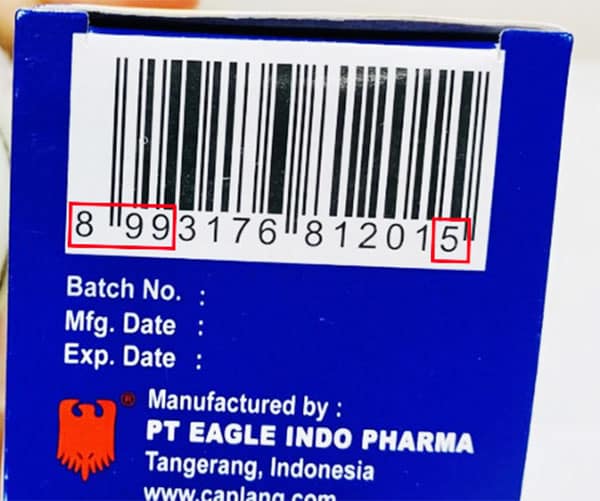 8 993176 812015
Batch No. :
Mfg. Date :
Exp. Date :
®
Manufactured by :
PT EAGLE INDO PHARMA
Tangerang, Indonesia
www.caplang.com